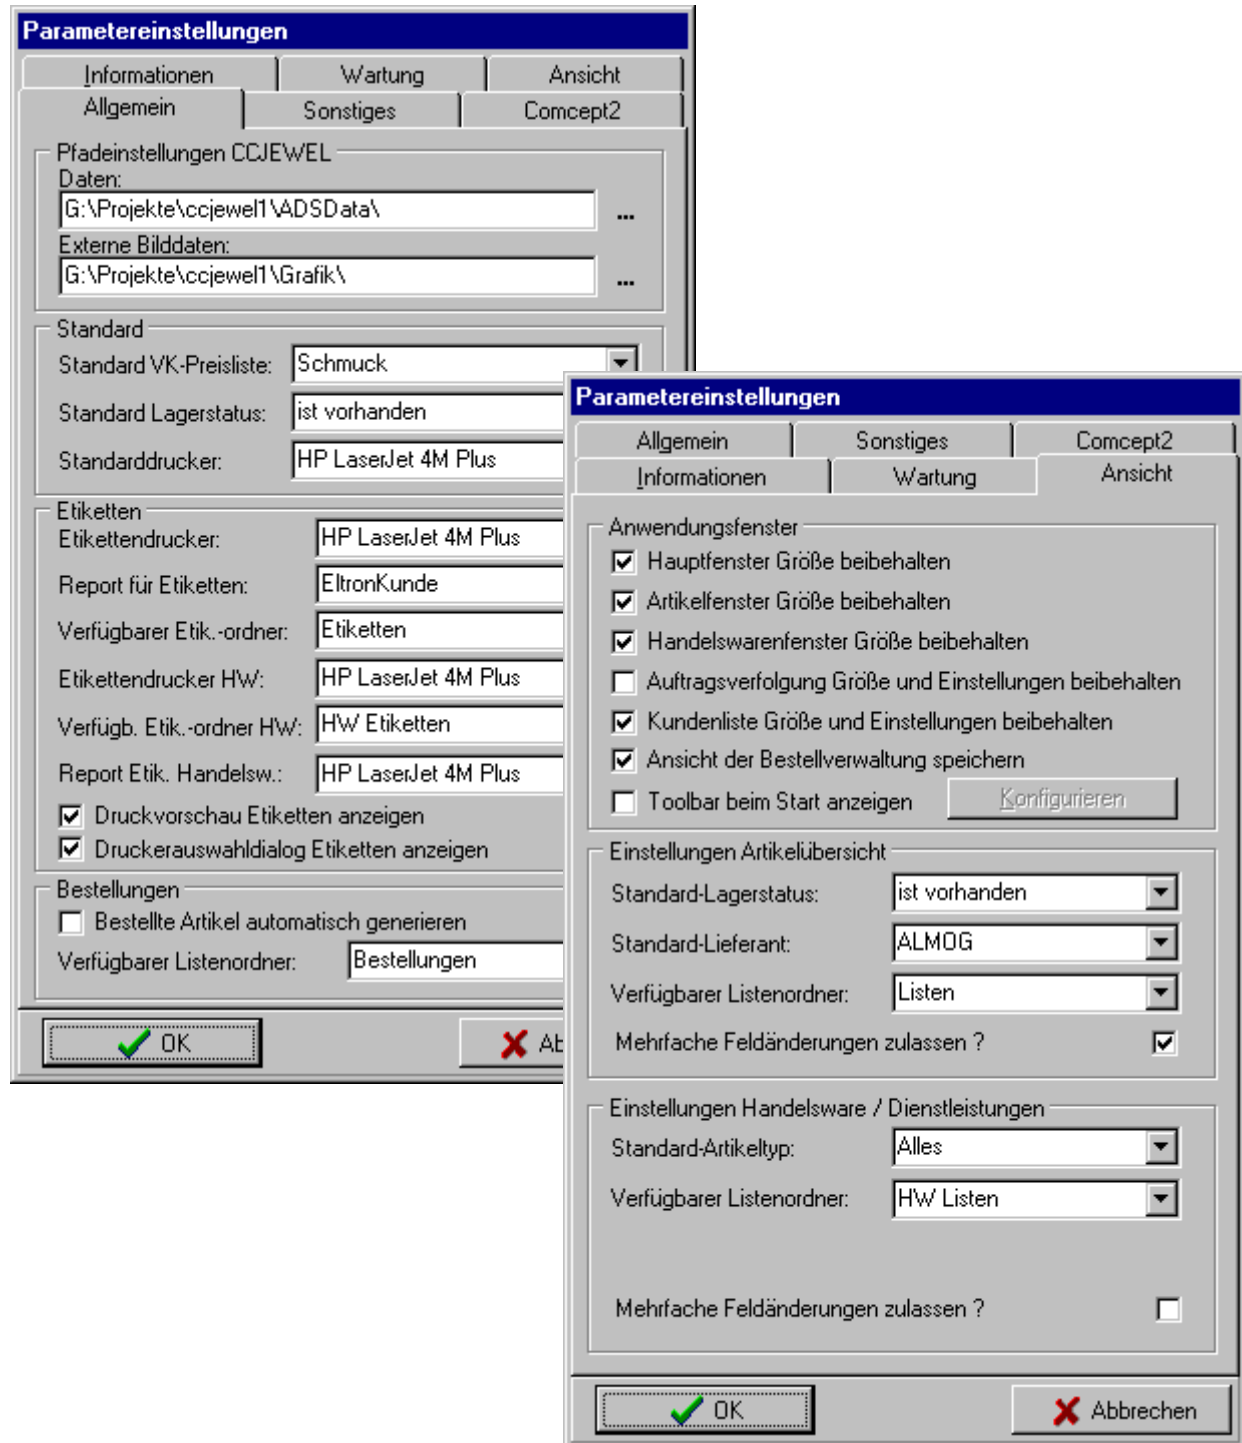 Parametereinstellungen
Informationen Wartung Ansicht
Allgemein Sonstiges Comcept2
Pfadeinstellungen CCJEWEL
Daten:
G:\Projekte\ccjewel1\ADSData\ ...
Externe Bilddaten:
G:\Projekte\ccjewel1\Grafik\ ...
Standard
Standard VK-Preisliste: Schmuck
Standard Lagerstatus: ist vorhanden
Standarddrucker: HP LaserJet 4M Plus
Etiketten
Etikettendrucker: HP LaserJet 4M Plus
Report für Etiketten: EltronKunde
Verfügbarer Etik.-ordner: Etiketten
Etikettendrucker HW: HP LaserJet 4M Plus
Verfügb. Etik.-ordner HW: HW Etiketten
Report Etik. Handelsw.: HP LaserJet 4M Plus
Druckvorschau Etiketten anzeigen
Druckerauswahldialog Etiketten anzeigen
Bestellungen
Bestellte Artikel automatisch generieren
Verfügbarer Listenordner: Bestellungen
OK Ab
Parametereinstellungen
Allgemein Sonstiges Comcept2
Informationen Wartung Ansicht
Anwendungsfenster
Hauptfenster Größe beibehalten
Artikelfenster Größe beibehalten
Handelswarenfenster Größe beibehalten
Auftragsverfolgung Größe und Einstellungen beibehalten
Kundenliste Größe und Einstellungen beibehalten
Ansicht der Bestellverwaltung speichern
Toolbar beim Start anzeigen Konfigurieren
Einstellungen Artikelübersicht
Standard-Lagerstatus: ist vorhanden
Standard-Lieferant: ALMOG
Verfügbarer Listenordner: Listen
Mehrfache Feldänderungen zulassen ?
Einstellungen Handelsware / Dienstleistungen
Standard-Artikeltyp: Alles
Verfügbarer Listenordner: HW Listen
Mehrfache Feldänderungen zulassen ?
OK Abbrechen